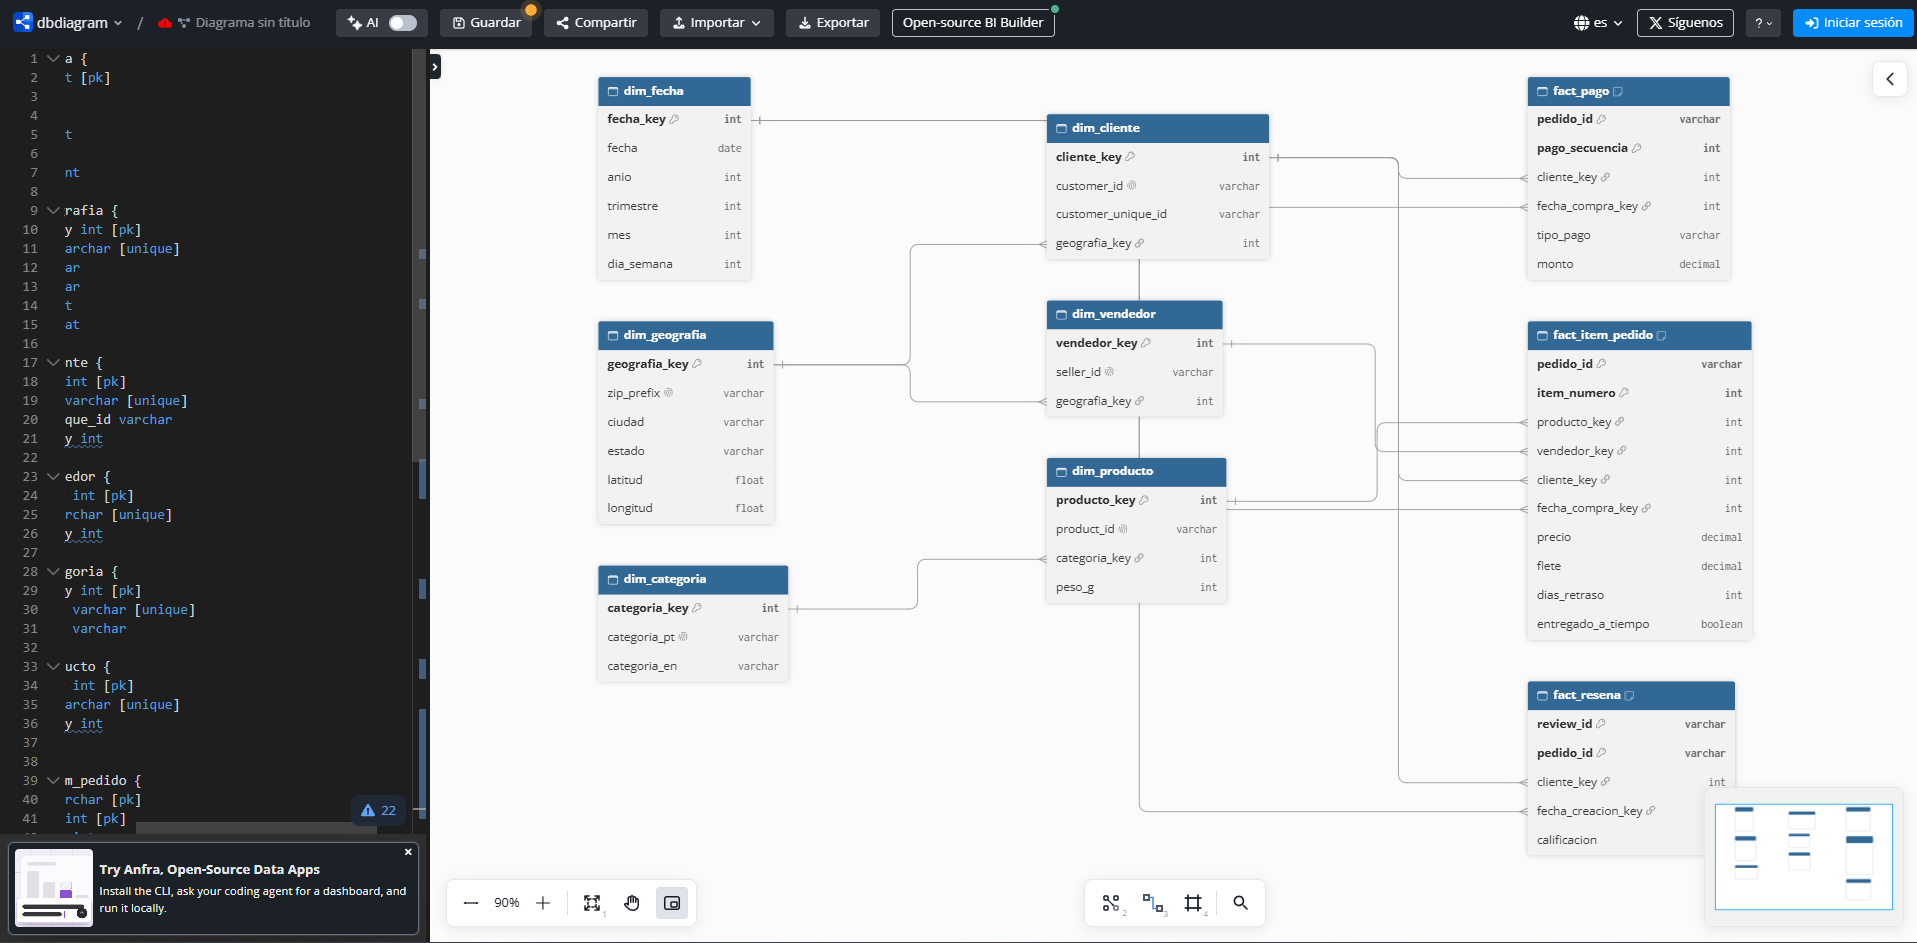 dbdiagram / Diagrama sin título AI Guardar Compartir Importar Exportar Open-source BI Builder es Síguenos ? Iniciar sesión
1 a {
2 t [pk]
3
4
5 t
6
7 nt
8
9 rafia {
10 y int [pk]
11 archar [unique]
12 ar
13 ar
14 t
15 at
16
17 nte {
18 int [pk]
19 varchar [unique]
20 que_id varchar
21 y int
22
23 edor {
24 int [pk]
25 rchar [unique]
26 y int
27
28 goria {
29 y int [pk]
30 varchar [unique]
31 varchar
32
33 ucto {
34 int [pk]
35 archar [unique]
36 y int
37
38
39 m_pedido {
40 rchar [pk]
41 int [pk]
22
Try Anfra, Open-Source Data Apps
Install the CLI, ask your coding agent for a dashboard, and
run it locally.
dim_fecha
fecha_key int
fecha date
anio int
trimestre int
mes int
dia_semana int
dim_geografia
geografia_key int
zip_prefix varchar
ciudad varchar
estado varchar
latitud float
longitud float
dim_categoria
categoria_key int
categoria_pt varchar
categoria_en varchar
dim_cliente
cliente_key int
customer_id varchar
customer_unique_id varchar
geografia_key int
dim_vendedor
vendedor_key int
seller_id varchar
geografia_key int
dim_producto
producto_key int
product_id varchar
categoria_key int
peso_g int
fact_pago
pedido_id varchar
pago_secuencia int
cliente_key int
fecha_compra_key int
tipo_pago varchar
monto decimal
fact_item_pedido
pedido_id varchar
item_numero int
producto_key int
vendedor_key int
cliente_key int
fecha_compra_key int
precio decimal
flete decimal
dias_retraso int
entregado_a_tiempo boolean
fact_resena
review_id varchar
pedido_id varchar
cliente_key int
fecha_creacion_key
calificacion
90% 1
2 3 4